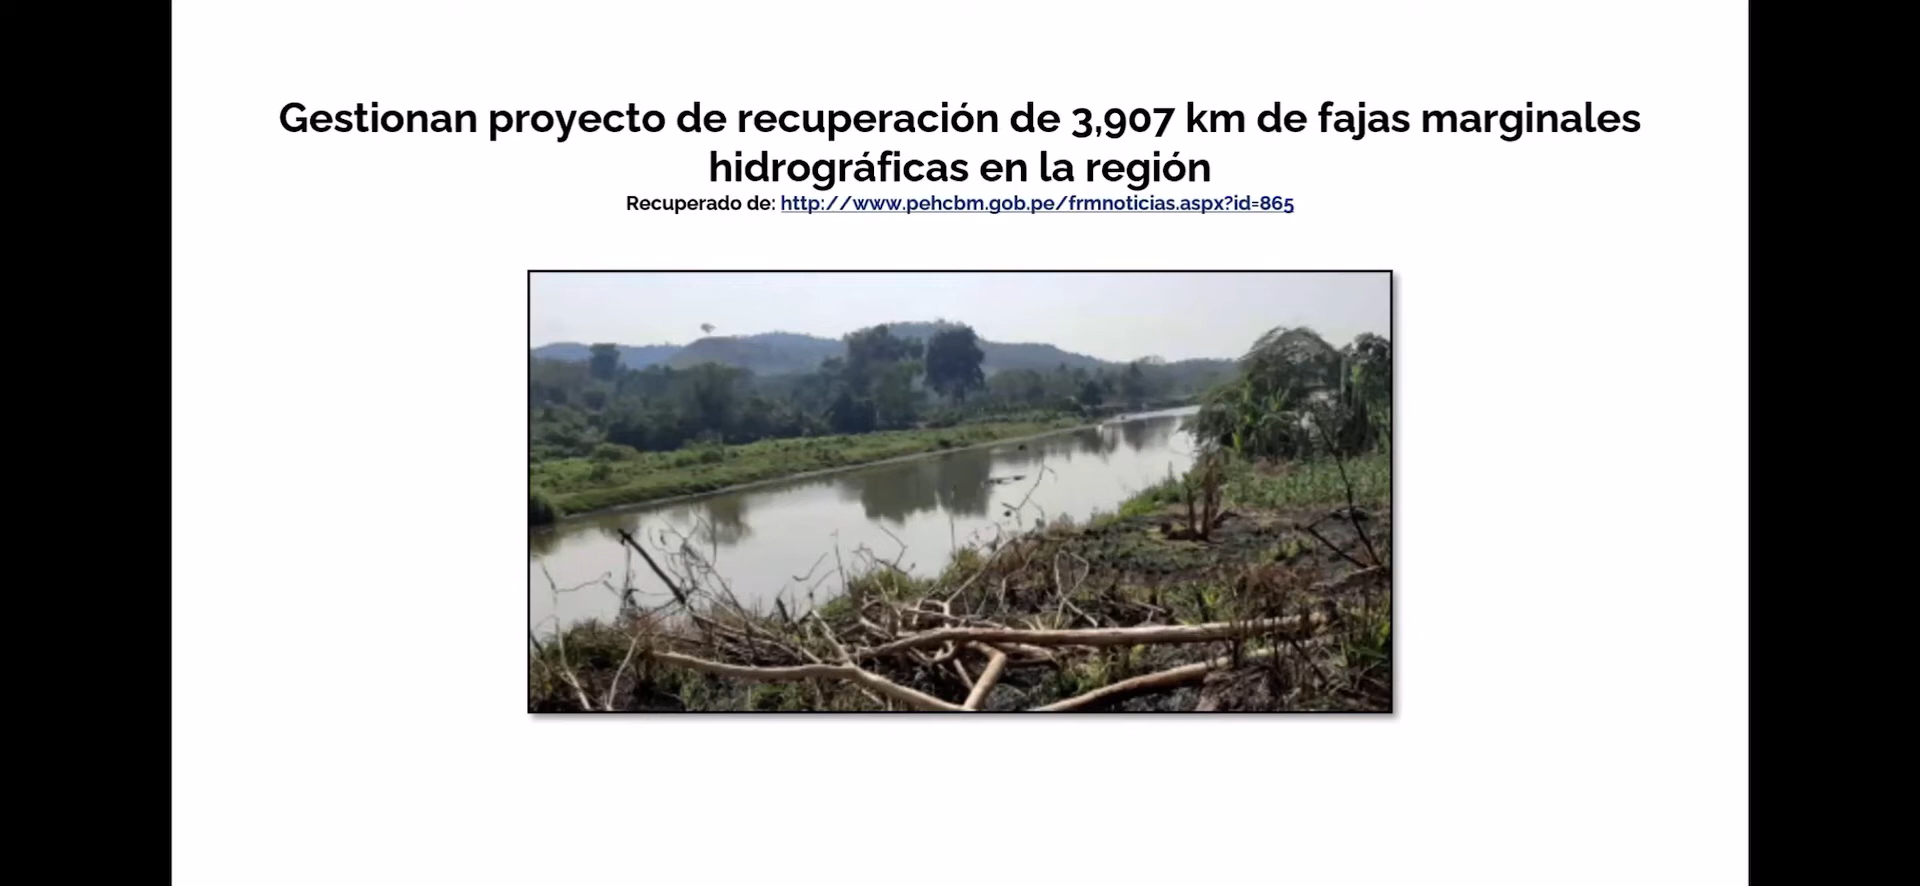 Gestionan proyecto de recuperación de 3,907 km de fajas marginales
hidrográficas en la región
Recuperado de: http://www.pehcbm.gob.pe/frmnoticias.aspx?id=865